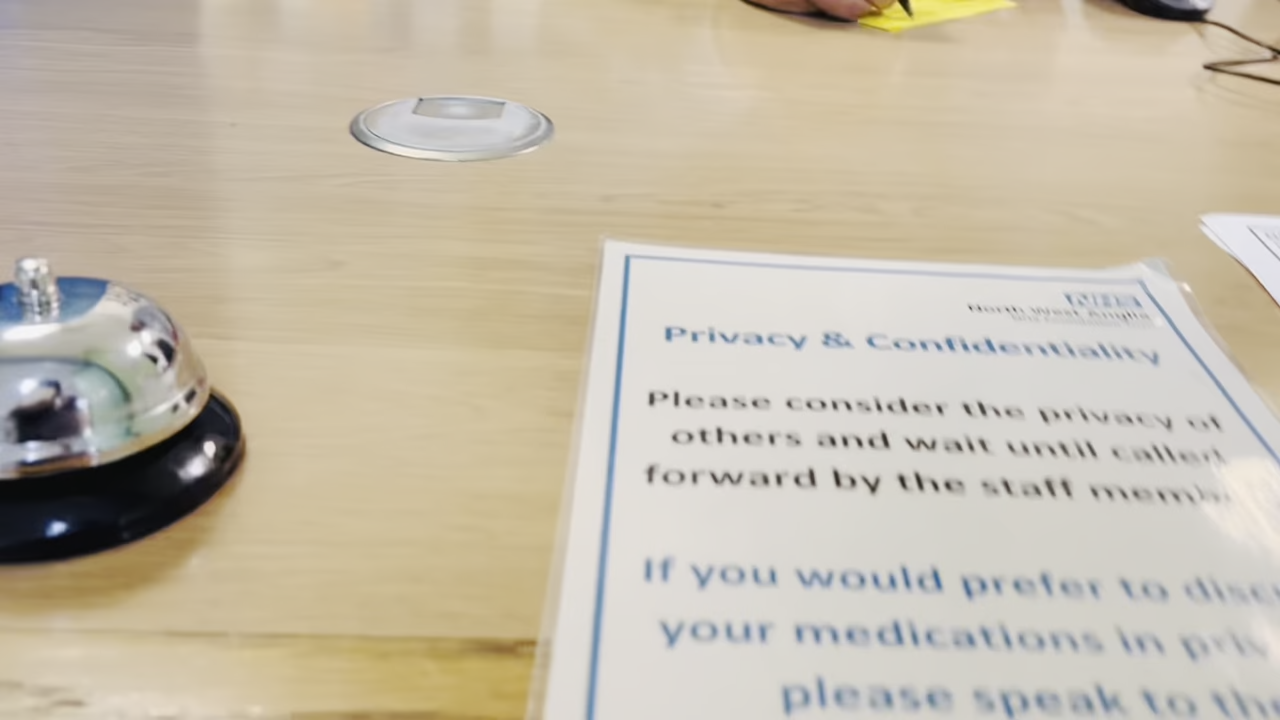 NHS
North West Anglia
Privacy & Confidentiality
Please consider the privacy of
others and wait until called
forward by the staff
If you would prefer to
your medications in
please speak to the